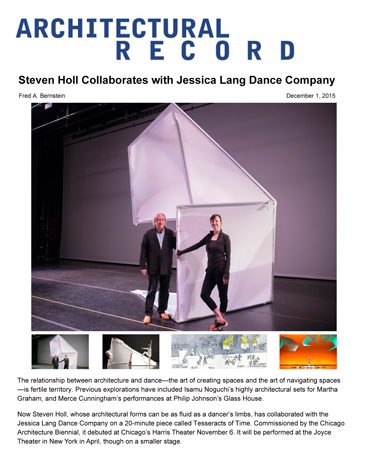 ARCHITECTURAL
RECORD
Steven Holl Collaborates with Jessica Lang Dance Company
Fred A. Bernstein
December 1, 2015
The relationship between architecture and dance—the art of creating spaces and the art of navigating spaces
—is fertile territory. Previous explorations have included Isamu Noguchi's highly architectural sets for Martha
Graham, and Merce Cunningham's performances at Philip Johnson's Glass House.
Now Steven Holl, whose architectural forms can be as fluid as a dancer's limbs, has collaborated with the
Jessica Lang Dance Company on a 20-minute piece called Tesseracts of Time. Commissioned by the Chicago
Architecture Biennial, it debuted at Chicago's Harris Theater November 6. It will be performed at the Joyce
Theater in New York in April, though on a smaller stage.